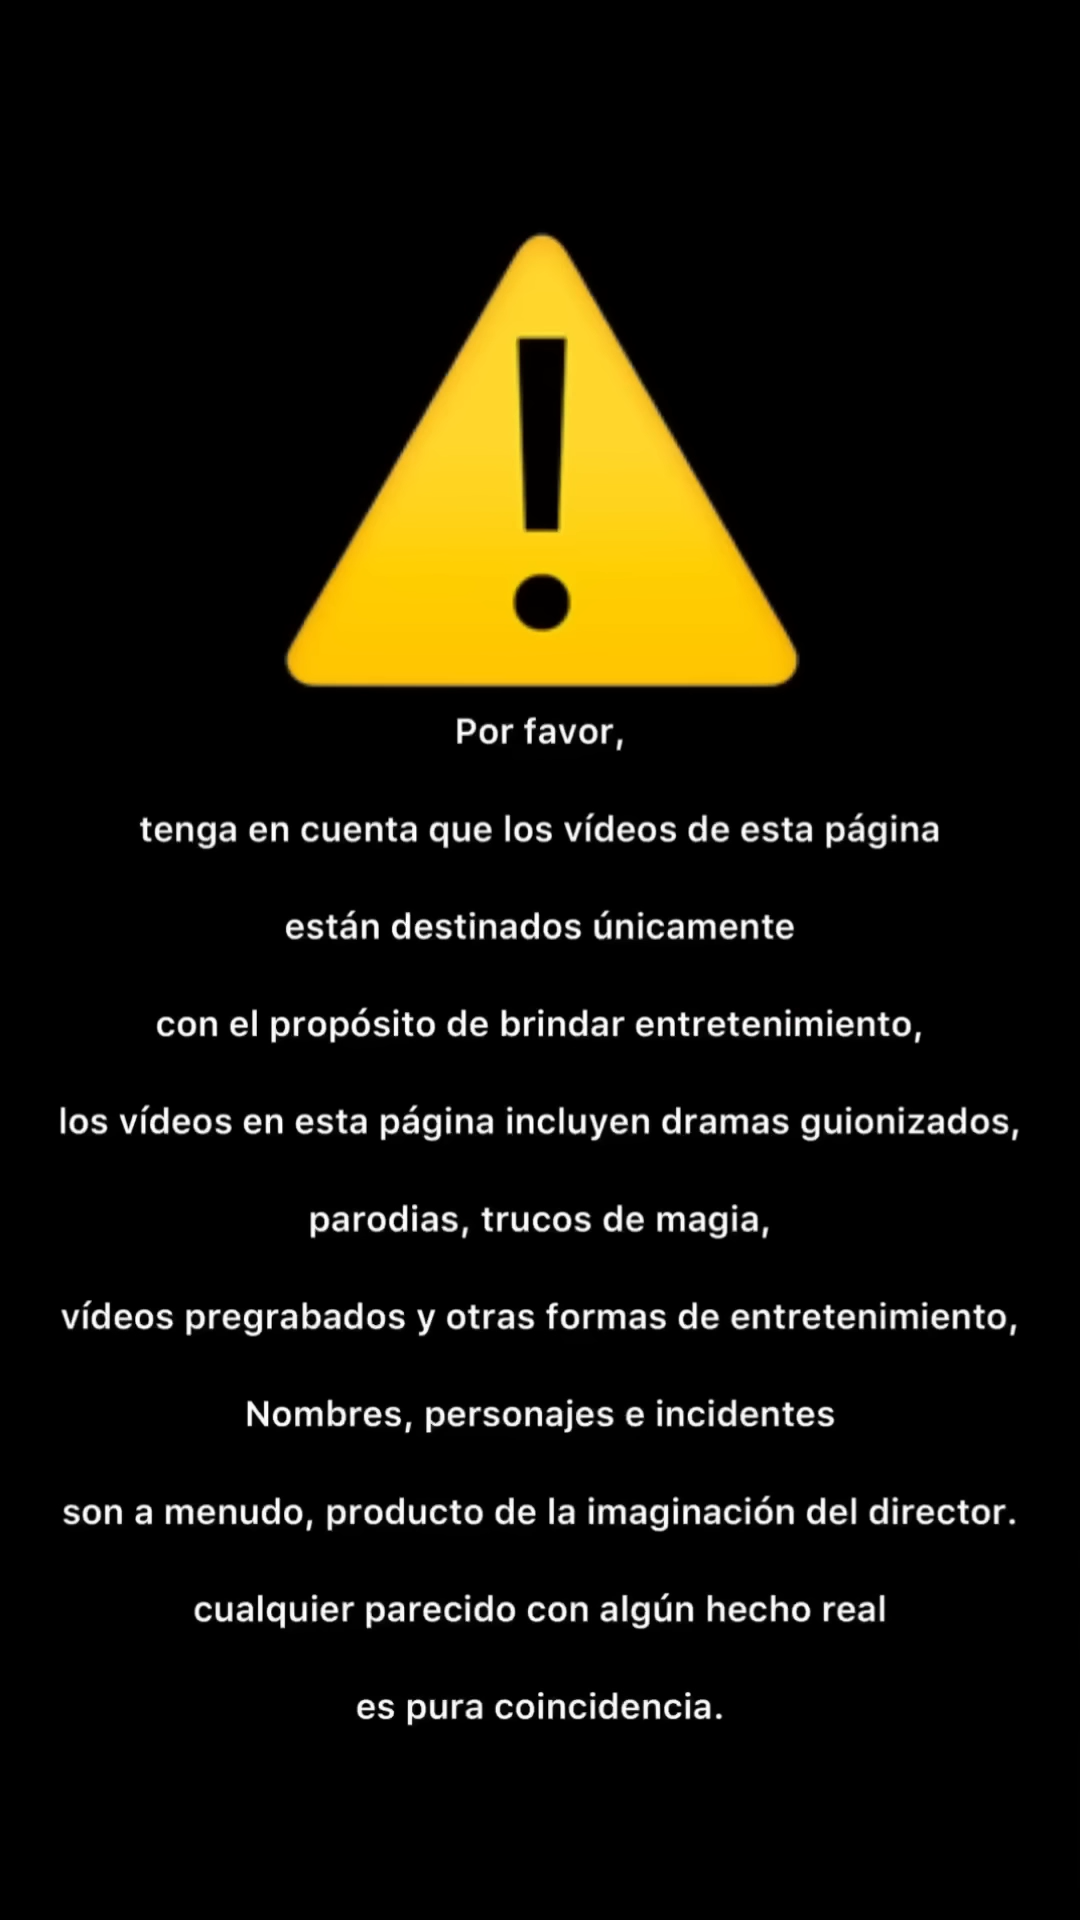 Por favor,
tenga en cuenta que los vídeos de esta página
están destinados únicamente
con el propósito de brindar entretenimiento,
los vídeos en esta página incluyen dramas guionizados,
parodias, trucos de magia,
vídeos pregrabados y otras formas de entretenimiento,
Nombres, personajes e incidentes
son a menudo, producto de la imaginación del director.
cualquier parecido con algún hecho real
es pura coincidencia.